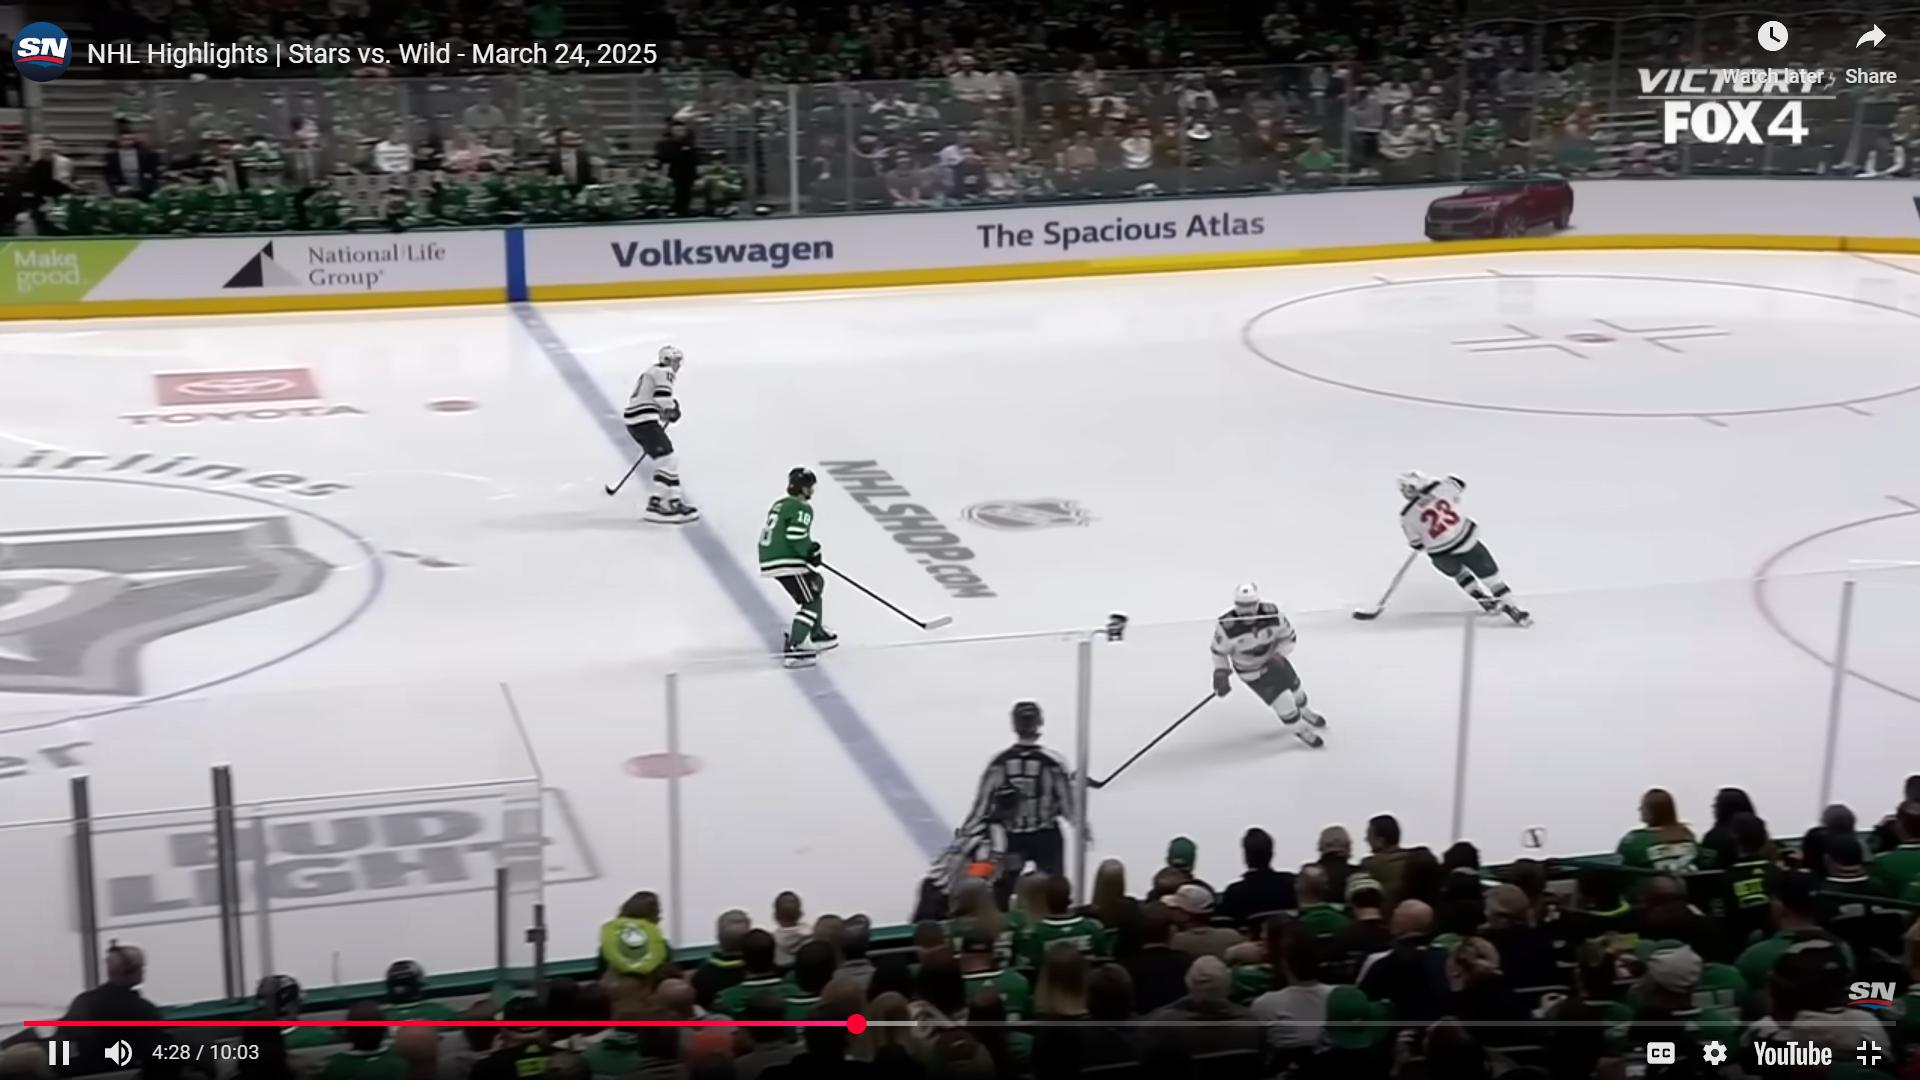 SN
NHL Highlights | Stars vs. Wild - March 24, 2025
Watch later
Share
VICTORY+
FOX 4
Make
good.
National Life
Group
Volkswagen
The Spacious Atlas
TOYOTA
irlines
18
NHLSHOP.COM
23
er
BUD
LIGHT
SN
4:28 / 10:03
CC
YouTube